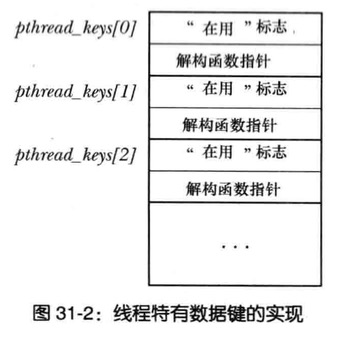 pthread_keys[0] “ 在用 ”标志
解构函数指针
pthread_keys[1] “ 在用 ”标志
解构函数指针
pthread_keys[2] “ 在用 ”标志
解构函数指针
...
图 31-2：线程特有数据键的实现